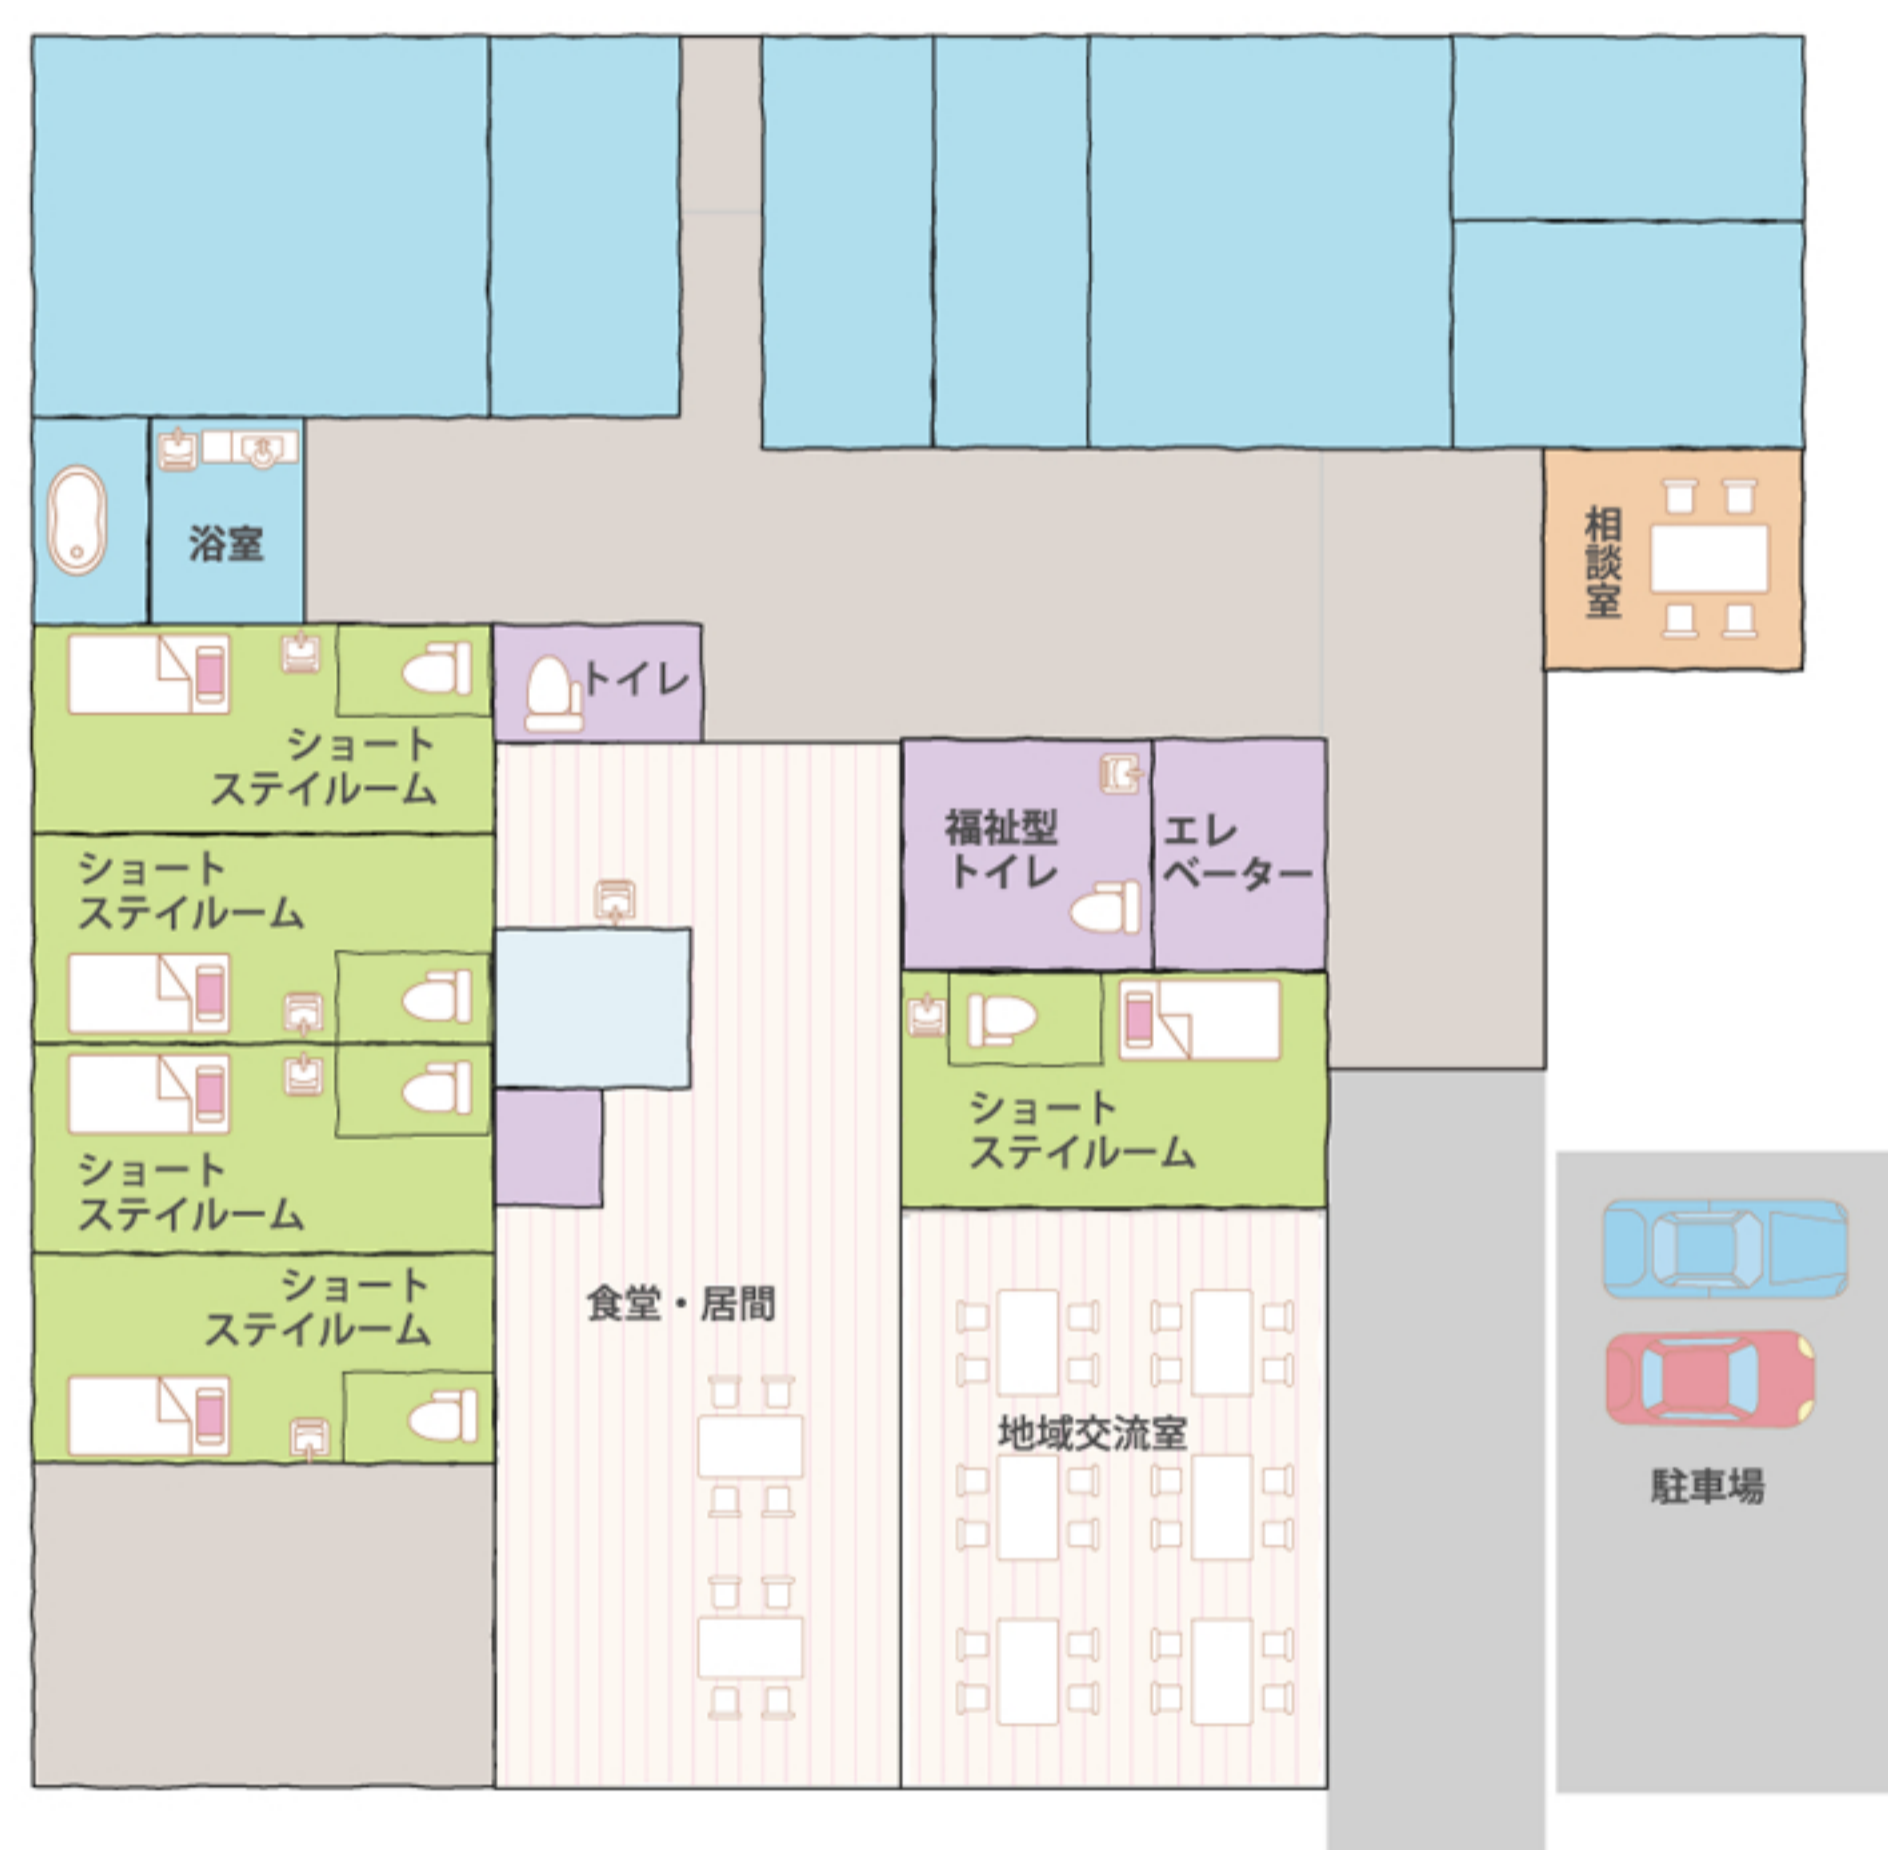 浴室
相談室
トイレ
ショート
ステイルーム
福祉型
トイレ
エレ
ベーター
ショート
ステイルーム
ショート
ステイルーム
ショート
ステイルーム
ショート
ステイルーム
食堂・居間
地域交流室
駐車場